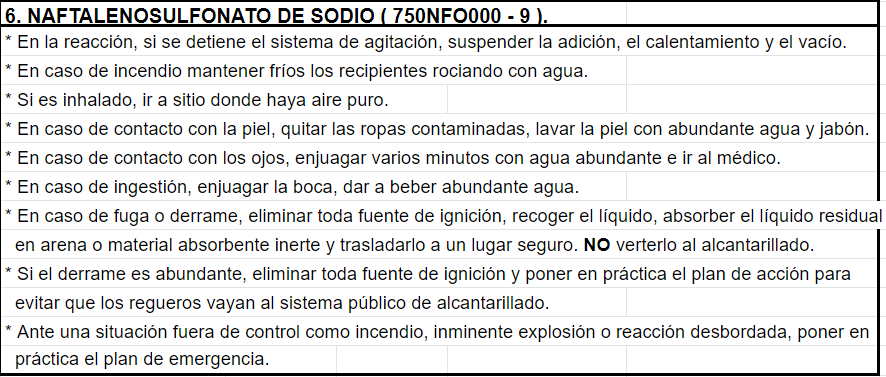 6. NAFTALENOSULFONATO DE SODIO ( 750NFO000 - 9 ).
* En la reacción, si se detiene el sistema de agitación, suspender la adición, el calentamiento y el vacío.
* En caso de incendio mantener fríos los recipientes rociando con agua.
* Si es inhalado, ir a sitio donde haya aire puro.
* En caso de contacto con la piel, quitar las ropas contaminadas, lavar la piel con abundante agua y jabón.
* En caso de contacto con los ojos, enjuagar varios minutos con agua abundante e ir al médico.
* En caso de ingestión, enjuagar la boca, dar a beber abundante agua.
* En caso de fuga o derrame, eliminar toda fuente de ignición, recoger el líquido, absorber el líquido residual
en arena o material absorbente inerte y trasladarlo a un lugar seguro. NO verterlo al alcantarillado.
* Si el derrame es abundante, eliminar toda fuente de ignición y poner en práctica el plan de acción para
evitar que los regueros vayan al sistema público de alcantarillado.
* Ante una situación fuera de control como incendio, inminente explosión o reacción desbordada, poner en
práctica el plan de emergencia.